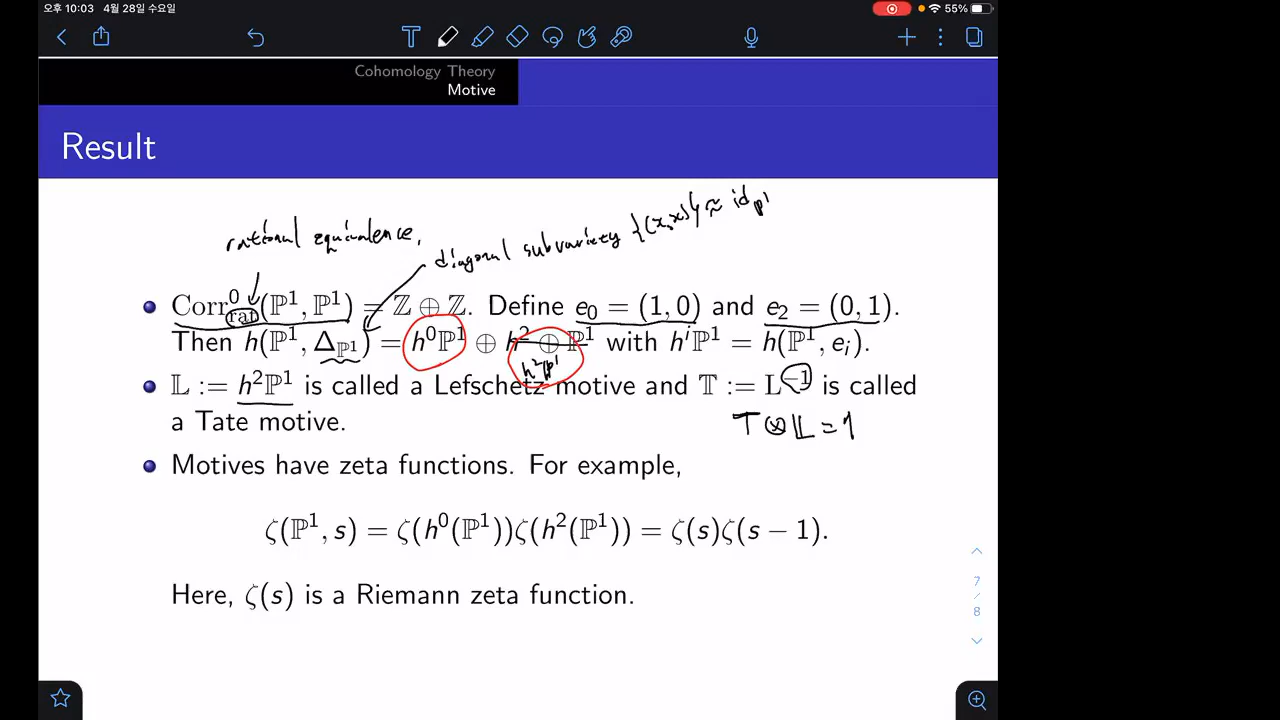 오후 10:03 4월 28일 수요일 55%
Cohomology Theory
Motive
Result
rational equivalence,
diagonal subvariety {(x,x)} ≈ id_ℙ¹
Corr⁰_rat(ℙ¹, ℙ¹) = ℤ ⊕ ℤ. Define e₀ = (1, 0) and e₂ = (0, 1).
Then h(ℙ¹, Δ_ℙ¹) = h⁰ℙ¹ ⊕ h² ⊕ ℙ¹ with hⁱℙ¹ = h(ℙ¹, eᵢ).
h²ℙ¹
𝕃 := h²ℙ¹ is called a Lefschetz motive and 𝕋 := L⁻¹ is called
a Tate motive.
T ⊗ 𝕃 = 1
Motives have zeta functions. For example,
ζ(ℙ¹, s) = ζ(h⁰(ℙ¹))ζ(h²(ℙ¹)) = ζ(s)ζ(s − 1).
Here, ζ(s) is a Riemann zeta function.
7
/
8